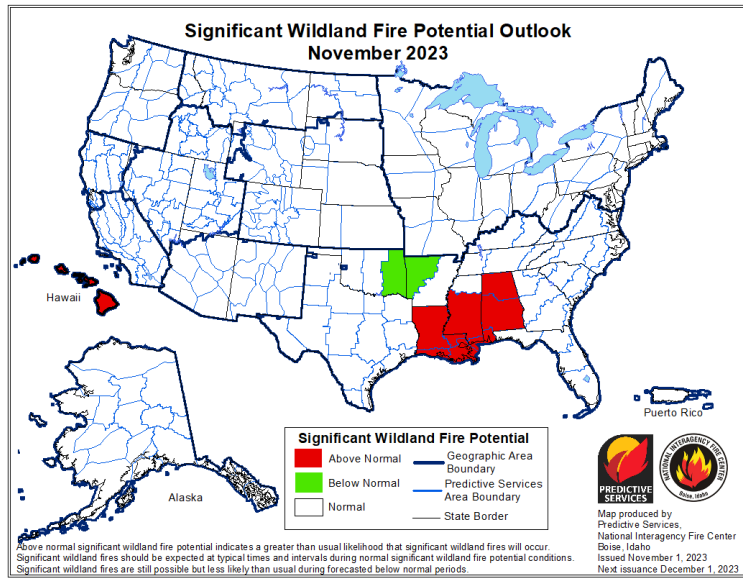 Significant Wildland Fire Potential Outlook
November 2023
Hawaii
Alaska
Puerto Rico
Significant Wildland Fire Potential
Above Normal
Below Normal
Normal
Geographic Area
Boundary
Predictive Services
Area Boundary
State Border
PREDICTIVE
SERVICES
NATIONAL INTERAGENCY FIRE CENTER
Boise, Idaho
Map produced by
Predictive Services,
National Interagency Fire Center
Boise, Idaho
Issued November 1, 2023
Next issuance December 1, 2023
Above normal significant wildland fire potential indicates a greater than usual likelihood that significant wildland fires will occur.
Significant wildland fires should be expected at typical times and intervals during normal significant wildland fire potential conditions.
Significant wildland fires are still possible but less likely than usual during forecasted below normal periods.